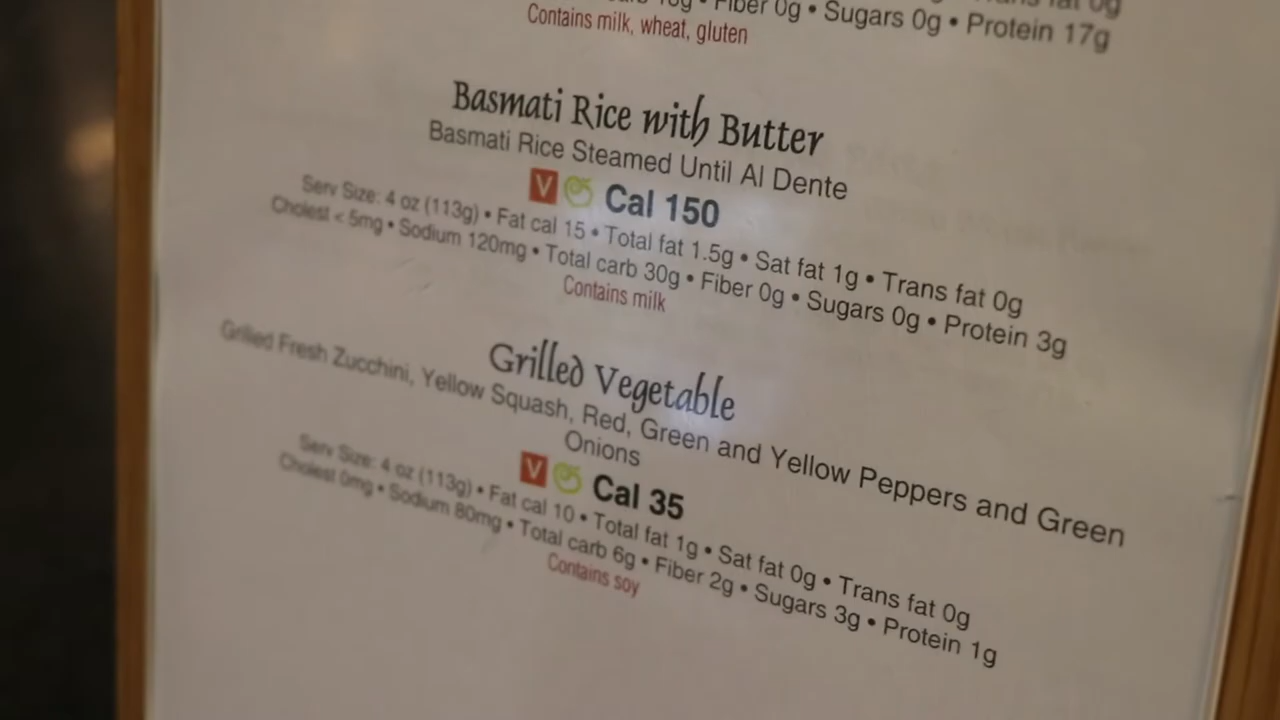 Trans fat 0g
Fiber 0g • Sugars 0g • Protein 17g
Contains milk, wheat, gluten
Basmati Rice with Butter
Basmati Rice Steamed Until Al Dente
V Cal 150
Serv Size: 4 oz (113g) • Fat cal 15 • Total fat 1.5g • Sat fat 1g • Trans fat 0g
Cholest < 5mg • Sodium 120mg • Total carb 30g • Fiber 0g • Sugars 0g • Protein 3g
Contains milk
Grilled Vegetable
Grilled Fresh Zucchini, Yellow Squash, Red, Green and Yellow Peppers and Green
Onions
V Cal 35
Serv Size: 4 oz (113g) • Fat cal 10 • Total fat 1g • Sat fat 0g • Trans fat 0g
Cholest 0mg • Sodium 80mg • Total carb 6g • Fiber 2g • Sugars 3g • Protein 1g
Contains soy